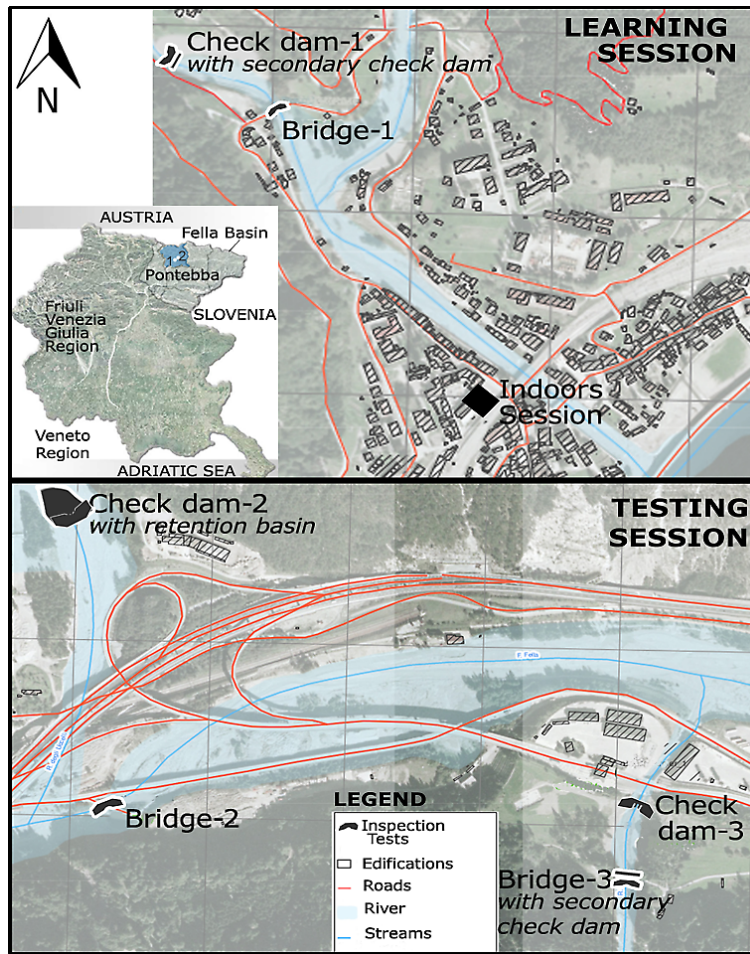 LEARNING
SESSION
Check dam-1
with secondary check dam
N
Bridge-1
AUSTRIA
Fella Basin
1 2
Pontebba
Friuli
Venezia
Giulia
Region
SLOVENIA
Veneto
Region
ADRIATIC SEA
Indoors
Session
Check dam-2
with retention basin
TESTING
SESSION
F. Fella
Bridge-2
Check
dam-3
Bridge-3
with secondary
check dam
LEGEND
Inspection
Tests
Edifications
Roads
River
Streams